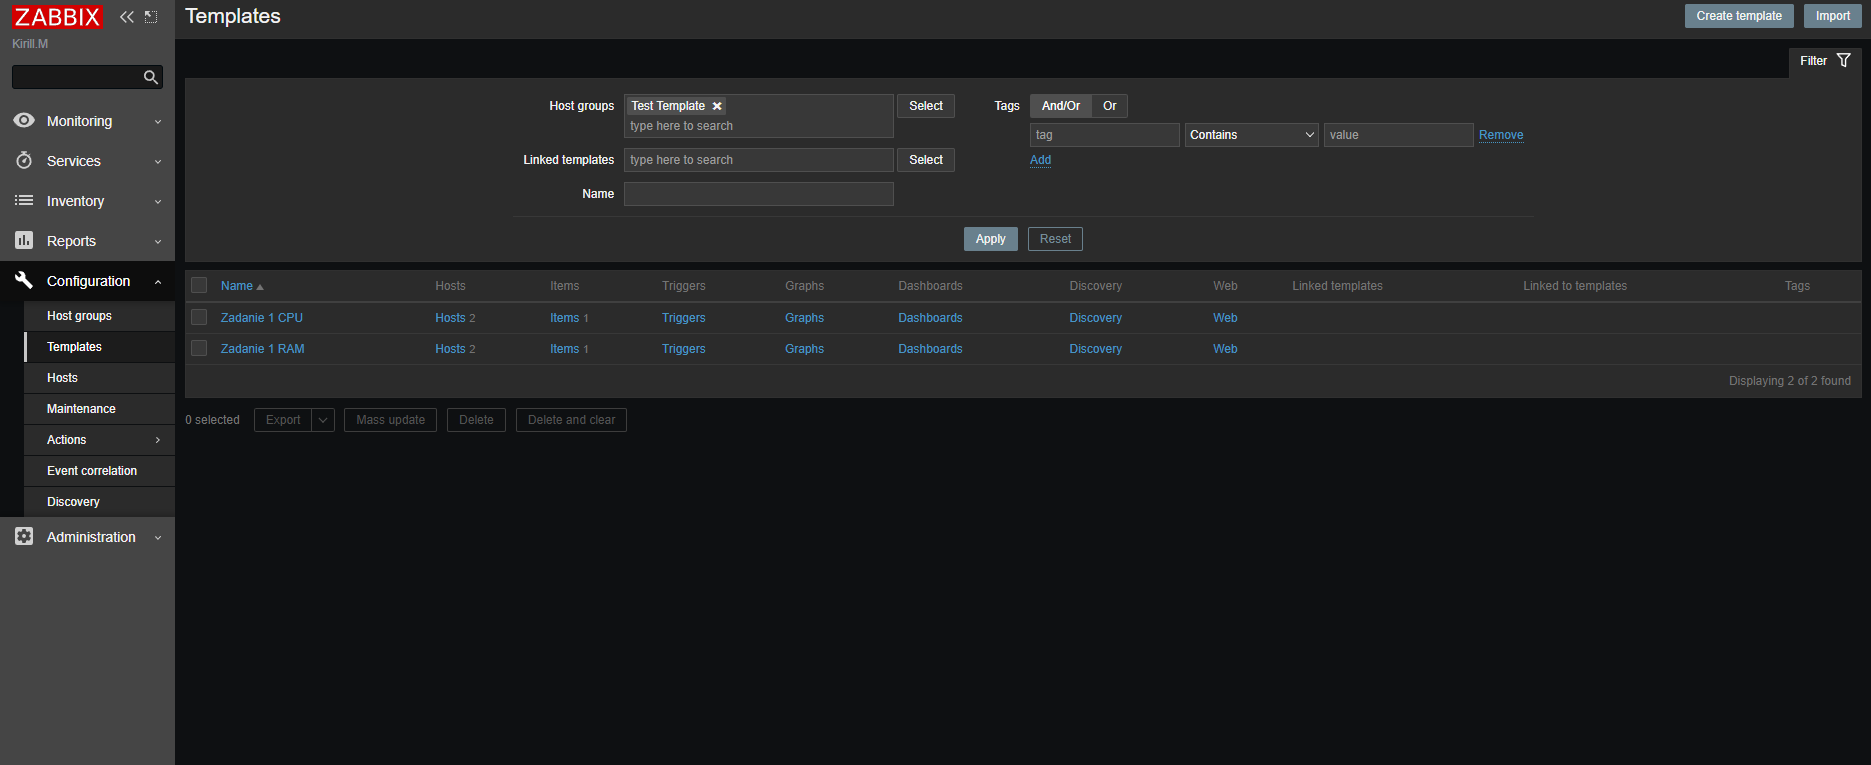 ZABBIX
Kirill.M
Monitoring
Services
Inventory
Reports
Configuration
Host groups
Templates
Hosts
Maintenance
Actions
Event correlation
Discovery
Administration
Templates
Create template Import
Filter
Host groups Test Template Select
type here to search
Linked templates type here to search Select
Name
Tags And/Or Or
tag Contains value Remove
Add
Apply Reset
Name Hosts Items Triggers Graphs Dashboards Discovery Web Linked templates Linked to templates Tags
Zadanie 1 CPU Hosts 2 Items 1 Triggers Graphs Dashboards Discovery Web
Zadanie 1 RAM Hosts 2 Items 1 Triggers Graphs Dashboards Discovery Web
Displaying 2 of 2 found
0 selected Export Mass update Delete Delete and clear